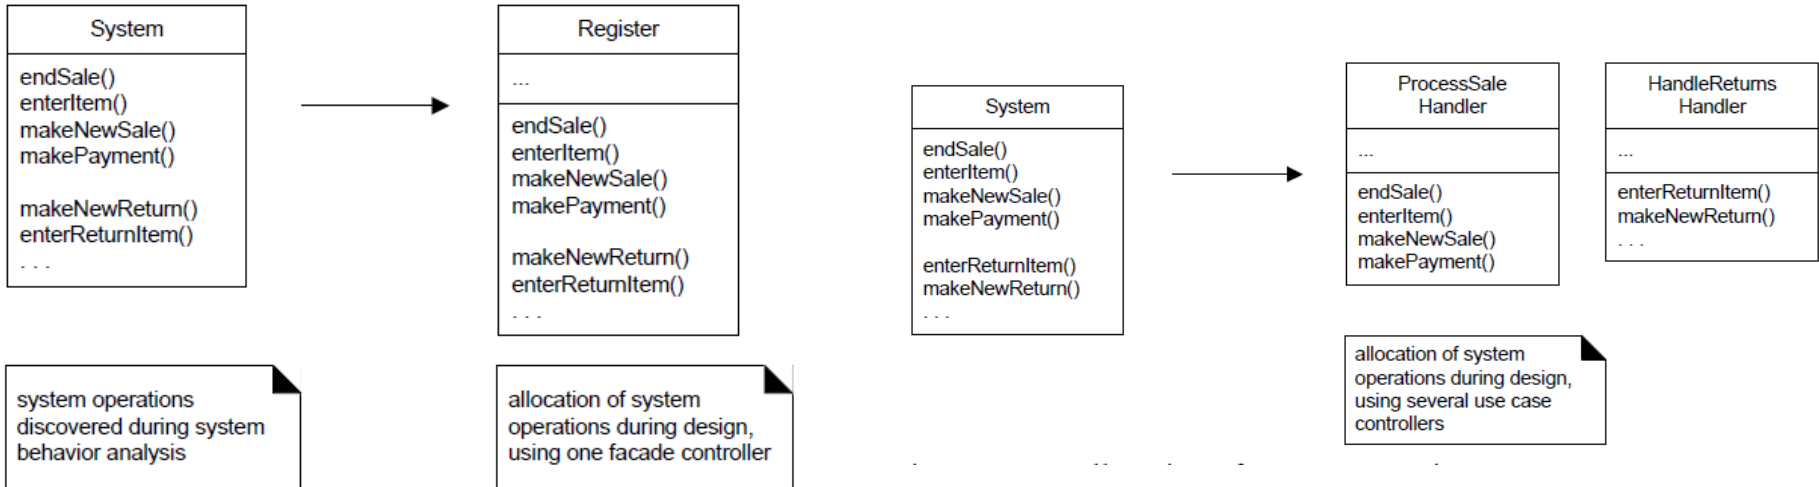 System
endSale()
enterItem()
makeNewSale()
makePayment()
makeNewReturn()
enterReturnItem()
. . .
system operations
discovered during system
behavior analysis
Register
...
endSale()
enterItem()
makeNewSale()
makePayment()
makeNewReturn()
enterReturnItem()
. . .
allocation of system
operations during design,
using one facade controller
System
endSale()
enterItem()
makeNewSale()
makePayment()
enterReturnItem()
makeNewReturn()
. . .
ProcessSale
Handler
...
endSale()
enterItem()
makeNewSale()
makePayment()
HandleReturns
Handler
...
enterReturnItem()
makeNewReturn()
. . .
allocation of system
operations during design,
using several use case
controllers